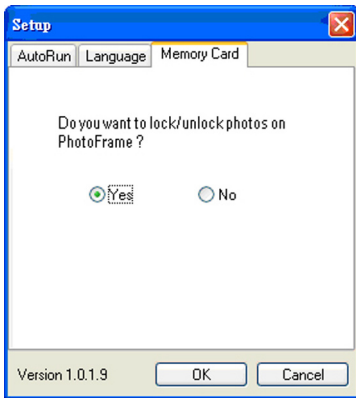 Setup
AutoRun Language Memory Card
Do you want to lock/unlock photos on
PhotoFrame ?
Yes No
Version 1.0.1.9 OK Cancel